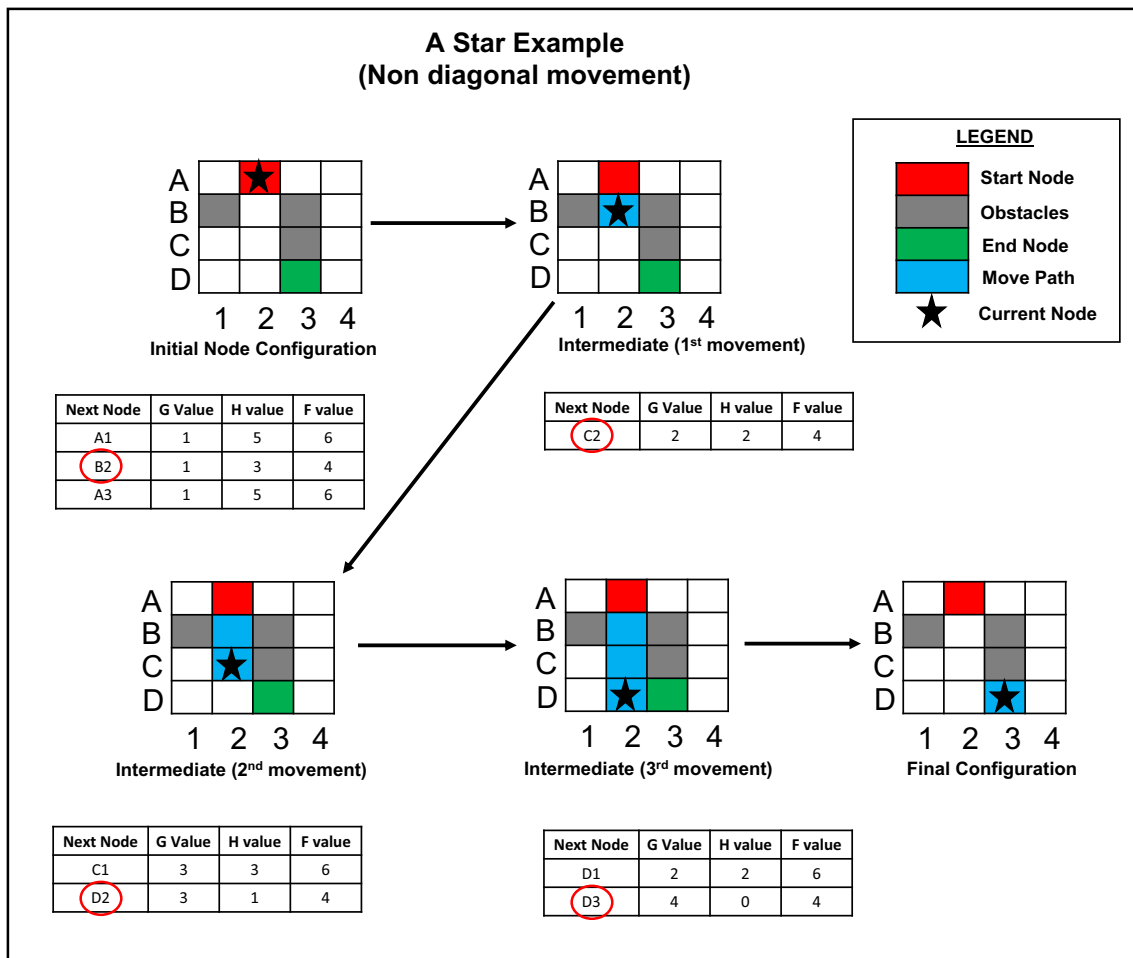 A Star Example
(Non diagonal movement)
LEGEND
Start Node
Obstacles
End Node
Move Path
Current Node
A
B
C
D
1 2 3 4
Initial Node Configuration
A
B
C
D
1 2 3 4
Intermediate (1st movement)
Next Node G Value H value F value
A1 1 5 6
B2 1 3 4
A3 1 5 6
Next Node G Value H value F value
C2 2 2 4
A
B
C
D
1 2 3 4
Intermediate (2nd movement)
A
B
C
D
1 2 3 4
Intermediate (3rd movement)
A
B
C
D
1 2 3 4
Final Configuration
Next Node G Value H value F value
C1 3 3 6
D2 3 1 4
Next Node G Value H value F value
D1 2 2 6
D3 4 0 4